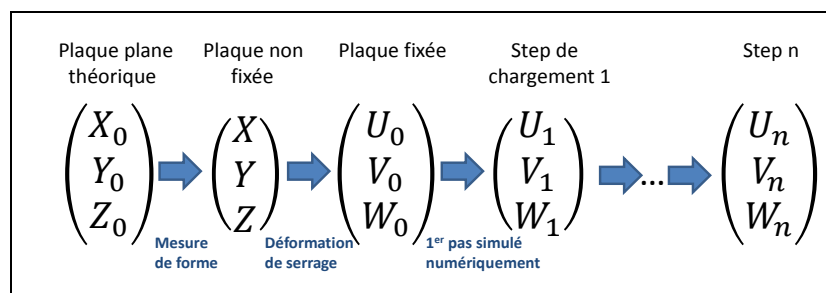 Plaque plane théorique
Plaque non fixée
Plaque fixée
Step de chargement 1
Step n
X₀ X U₀ U₁ Uₙ
Y₀ Y V₀ V₁ ... Vₙ
Z₀ Z W₀ W₁ Wₙ
Mesure de forme
Déformation de serrage
1er pas simulé numériquement